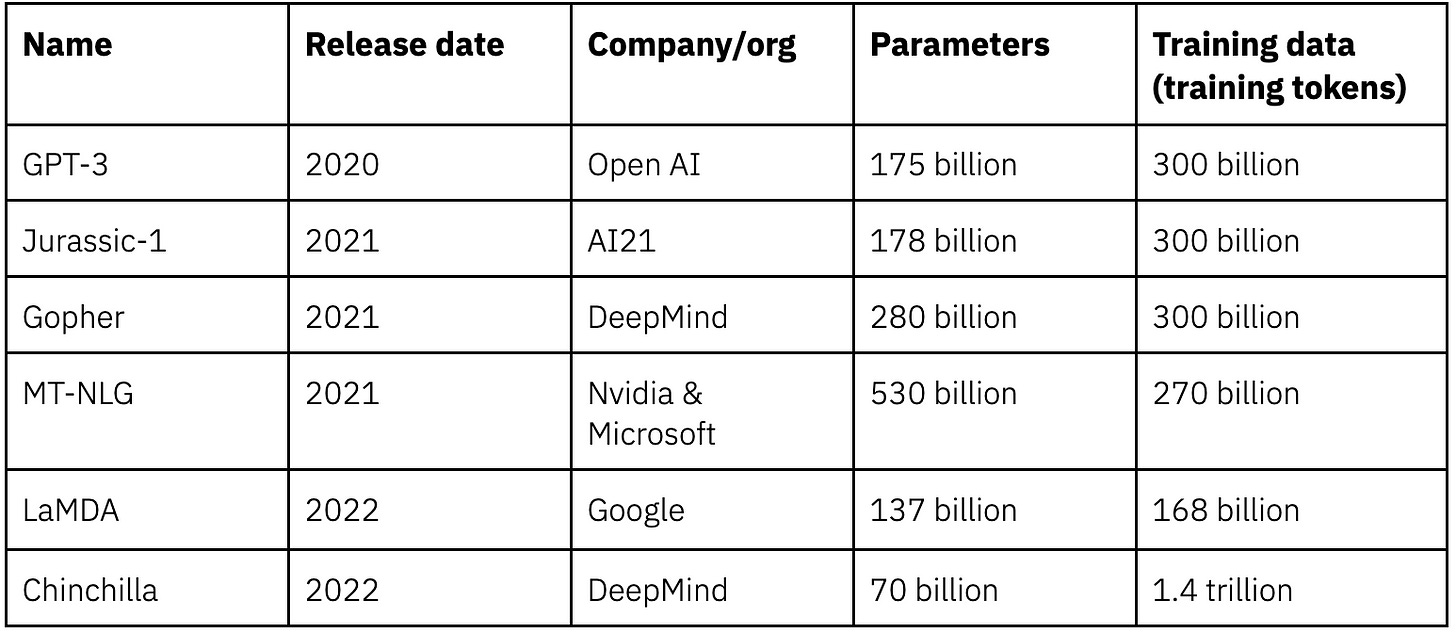 Name Release date Company/org Parameters Training data
(training tokens)
GPT-3 2020 Open AI 175 billion 300 billion
Jurassic-1 2021 AI21 178 billion 300 billion
Gopher 2021 DeepMind 280 billion 300 billion
MT-NLG 2021 Nvidia & 530 billion 270 billion
Microsoft
LaMDA 2022 Google 137 billion 168 billion
Chinchilla 2022 DeepMind 70 billion 1.4 trillion